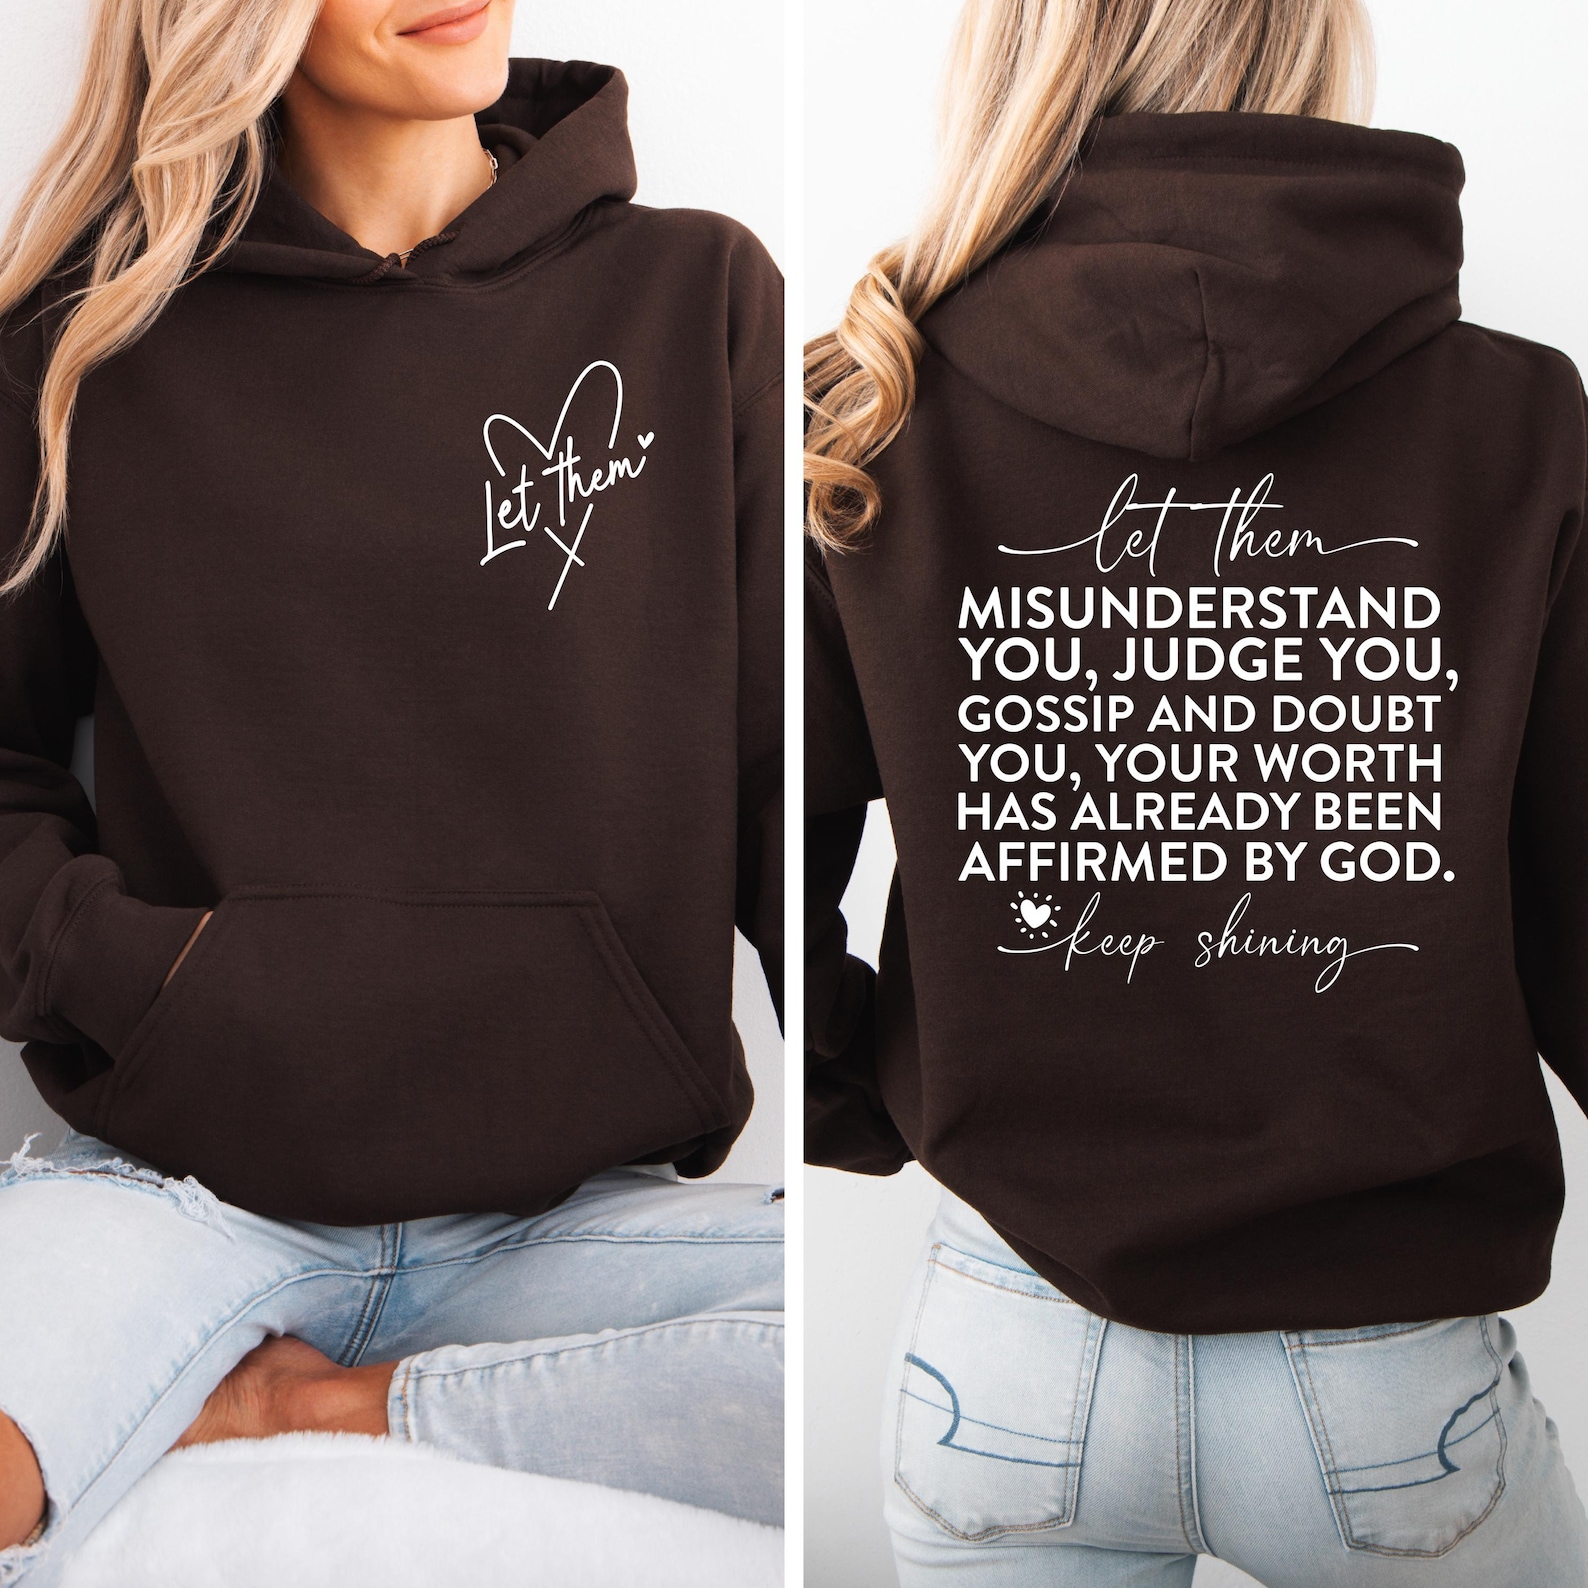 Let Them
let them
MISUNDERSTAND
YOU, JUDGE YOU,
GOSSIP AND DOUBT
YOU, YOUR WORTH
HAS ALREADY BEEN
AFFIRMED BY GOD.
keep shining